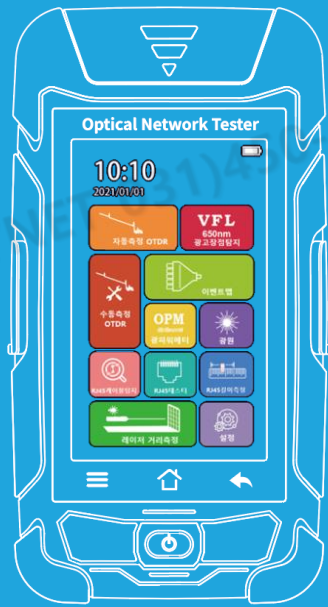 Optical Network Tester
10:10
2021/01/01
자동측정 OTDR
VFL
650nm
광고장점탐지
수동측정
OTDR
이벤트맵
OPM
광파워메터
광원
RJ45케이블탐지
RJ45테스터
RJ45길이측정
레이저 거리측정
설정